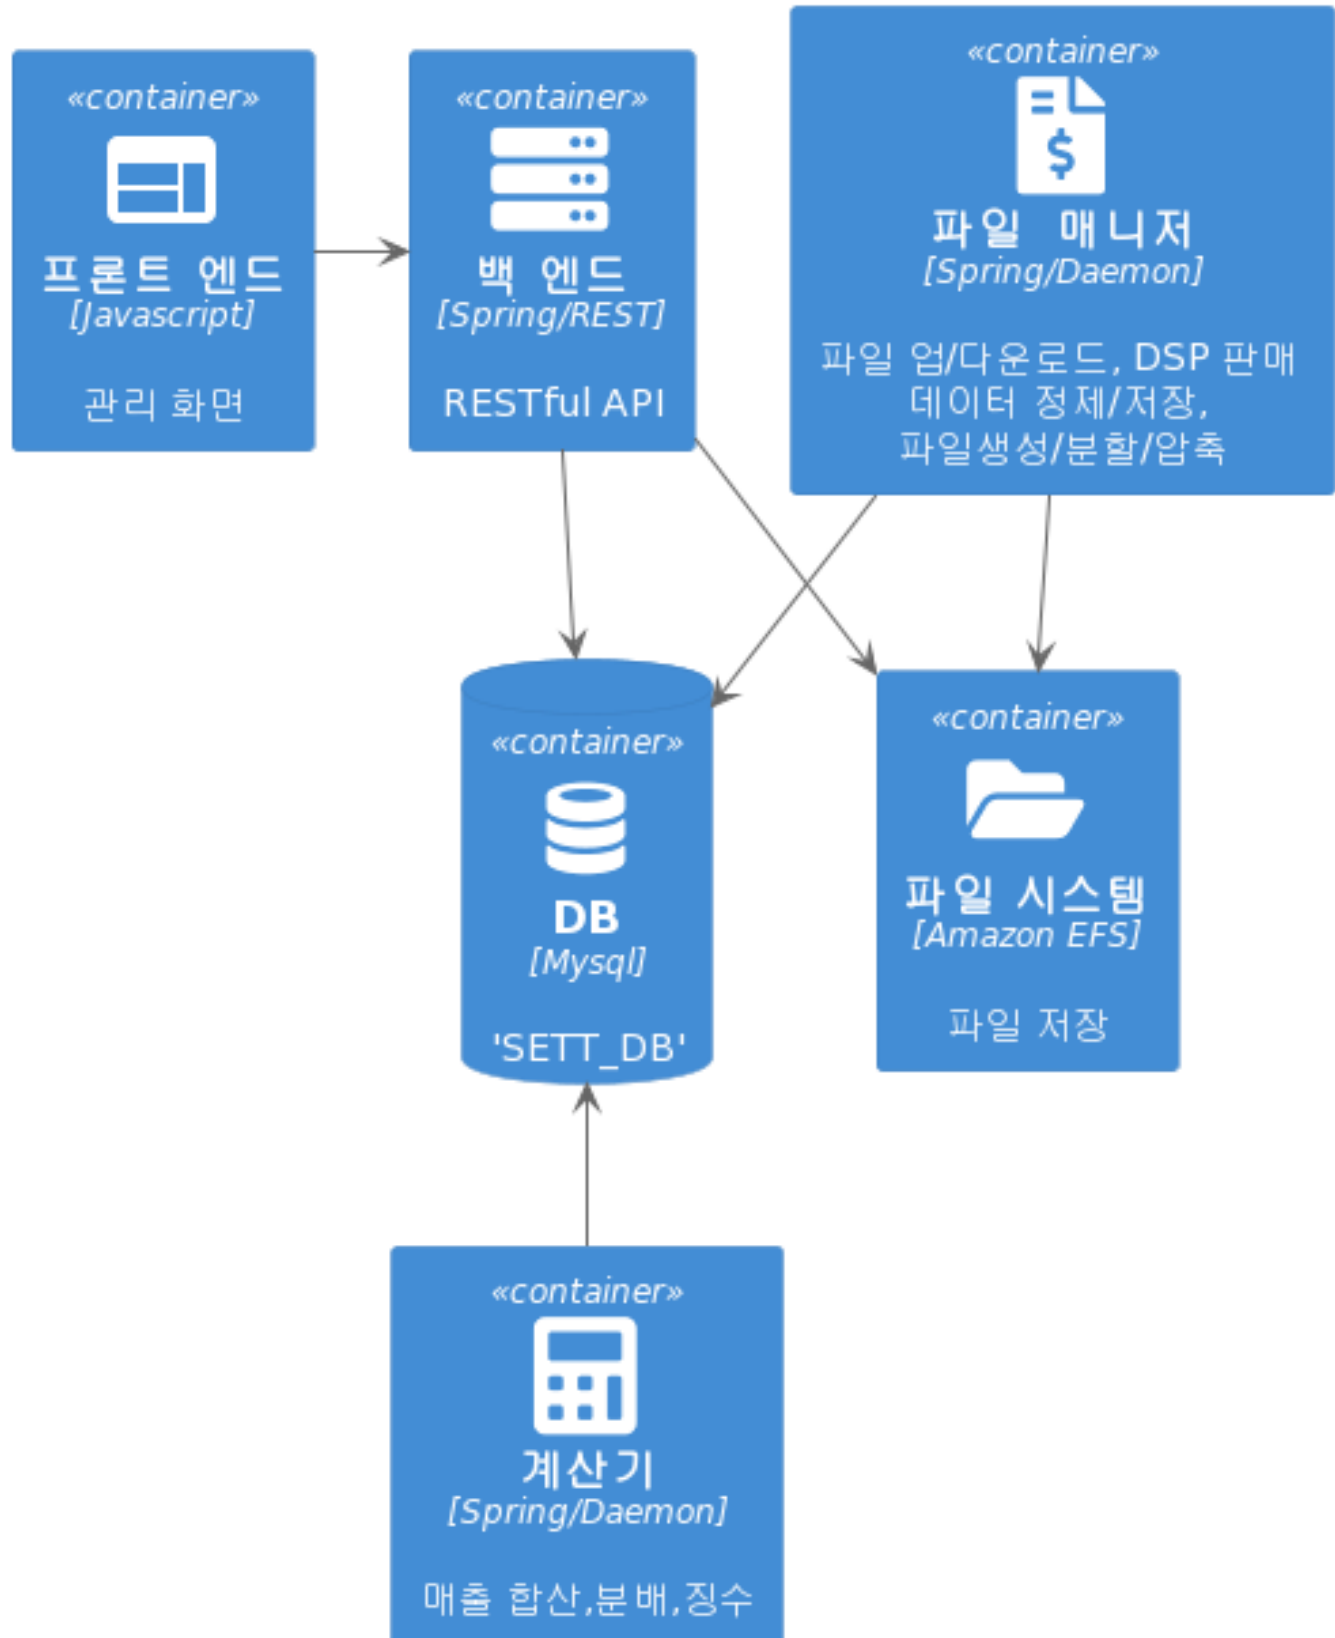 «container»
프론트 엔드
[Javascript]
관리 화면
«container»
백 엔드
[Spring/REST]
RESTful API
«container»
파일 매니저
[Spring/Daemon]
파일 업/다운로드, DSP 판매
데이터 정제/저장,
파일생성/분할/압축
«container»
DB
[Mysql]
'SETT_DB'
«container»
파일 시스템
[Amazon EFS]
파일 저장
«container»
계산기
[Spring/Daemon]
매출 합산,분배,징수